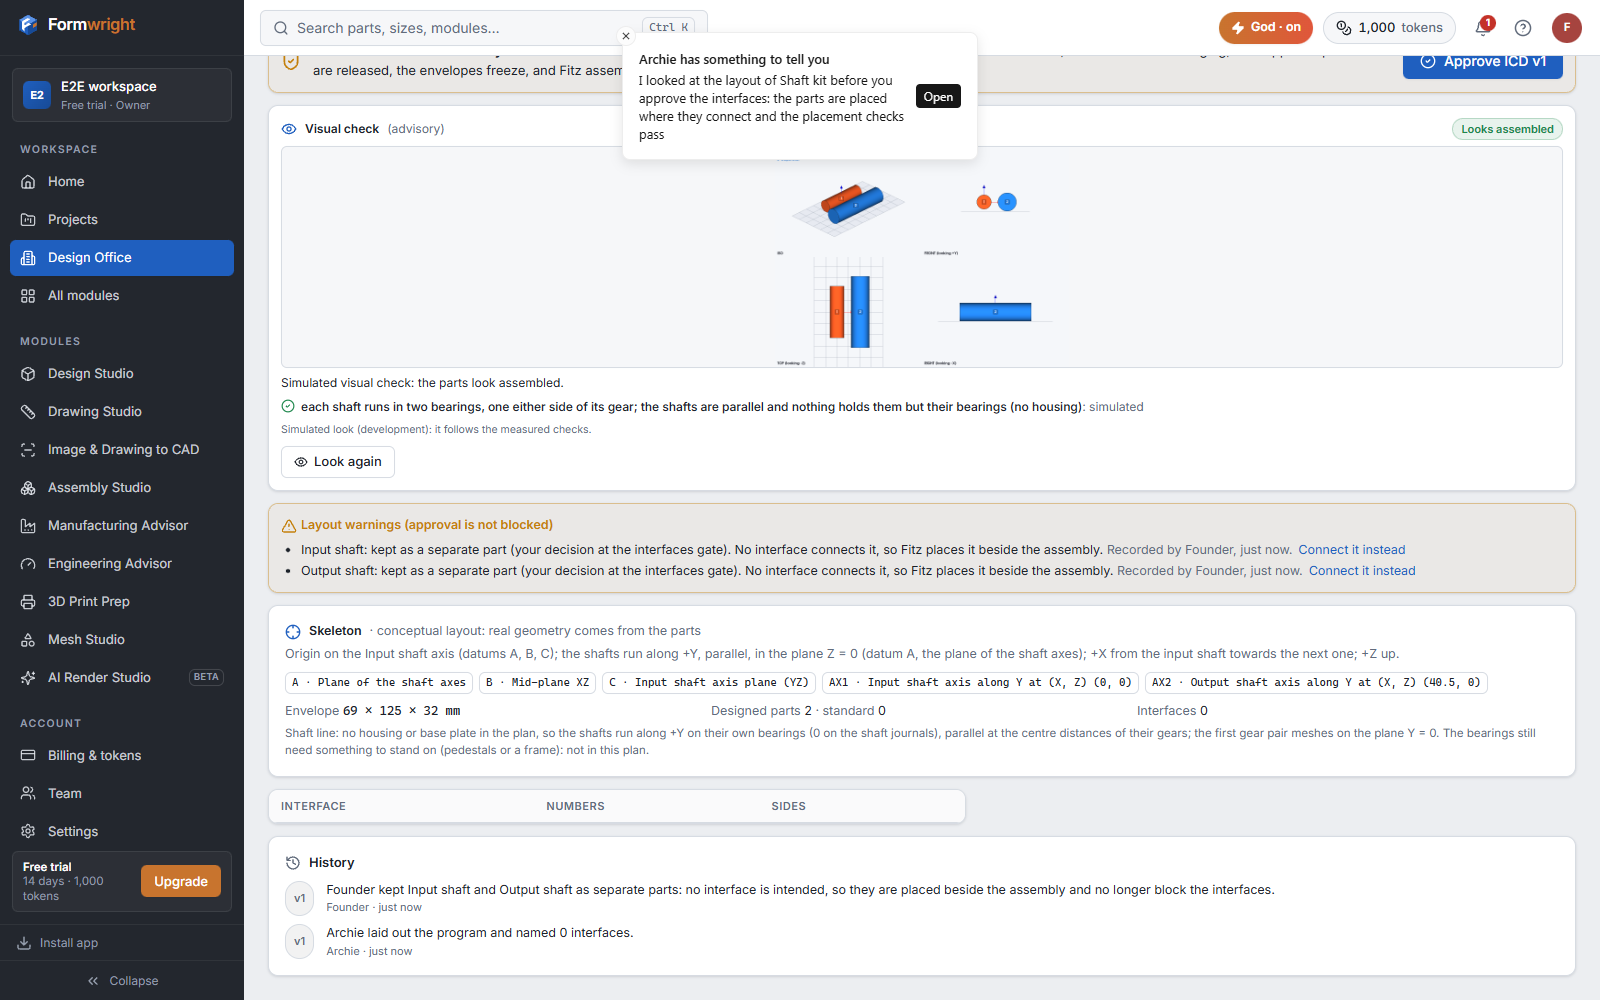 Formwright
Search parts, sizes, modules...
Ctrl K
God · on
1,000 tokens
1
F
E2
E2E workspace
Free trial · Owner
WORKSPACE
Home
Projects
Design Office
All modules
MODULES
Design Studio
Drawing Studio
Image & Drawing to CAD
Assembly Studio
Manufacturing Advisor
Engineering Advisor
3D Print Prep
Mesh Studio
AI Render Studio
BETA
ACCOUNT
Billing & tokens
Team
Settings
Free trial
14 days · 1,000
tokens
Upgrade
Install app
Collapse
are released, the envelopes freeze, and Fitz
Approve ICD v1
Archie has something to tell you
I looked at the layout of Shaft kit before you
approve the interfaces: the parts are placed
where they connect and the placement checks
pass
Open
Visual check (advisory)
Looks assembled
Simulated visual check: the parts look assembled.
each shaft runs in two bearings, one either side of its gear; the shafts are parallel and nothing holds them but their bearings (no housing): simulated
Simulated look (development): it follows the measured checks.
Look again
Layout warnings (approval is not blocked)
• Input shaft: kept as a separate part (your decision at the interfaces gate). No interface connects it, so Fitz places it beside the assembly. Recorded by Founder, just now. Connect it instead
• Output shaft: kept as a separate part (your decision at the interfaces gate). No interface connects it, so Fitz places it beside the assembly. Recorded by Founder, just now. Connect it instead
Skeleton · conceptual layout: real geometry comes from the parts
Origin on the Input shaft axis (datums A, B, C); the shafts run along +Y, parallel, in the plane Z = 0 (datum A, the plane of the shaft axes); +X from the input shaft towards the next one; +Z up.
A · Plane of the shaft axes
B · Mid-plane XZ
C · Input shaft axis plane (YZ)
AX1 · Input shaft axis along Y at (X, Z) (0, 0)
AX2 · Output shaft axis along Y at (X, Z) (40.5, 0)
Envelope 69 × 125 × 32 mm
Designed parts 2 · standard 0
Interfaces 0
Shaft line: no housing or base plate in the plan, so the shafts run along +Y on their own bearings (0 on the shaft journals), parallel at the centre distances of their gears; the first gear pair meshes on the plane Y = 0. The bearings still
need something to stand on (pedestals or a frame): not in this plan.
INTERFACE
NUMBERS
SIDES
History
v1
Founder kept Input shaft and Output shaft as separate parts: no interface is intended, so they are placed beside the assembly and no longer block the interfaces.
Founder · just now
v1
Archie laid out the program and named 0 interfaces.
Archie · just now